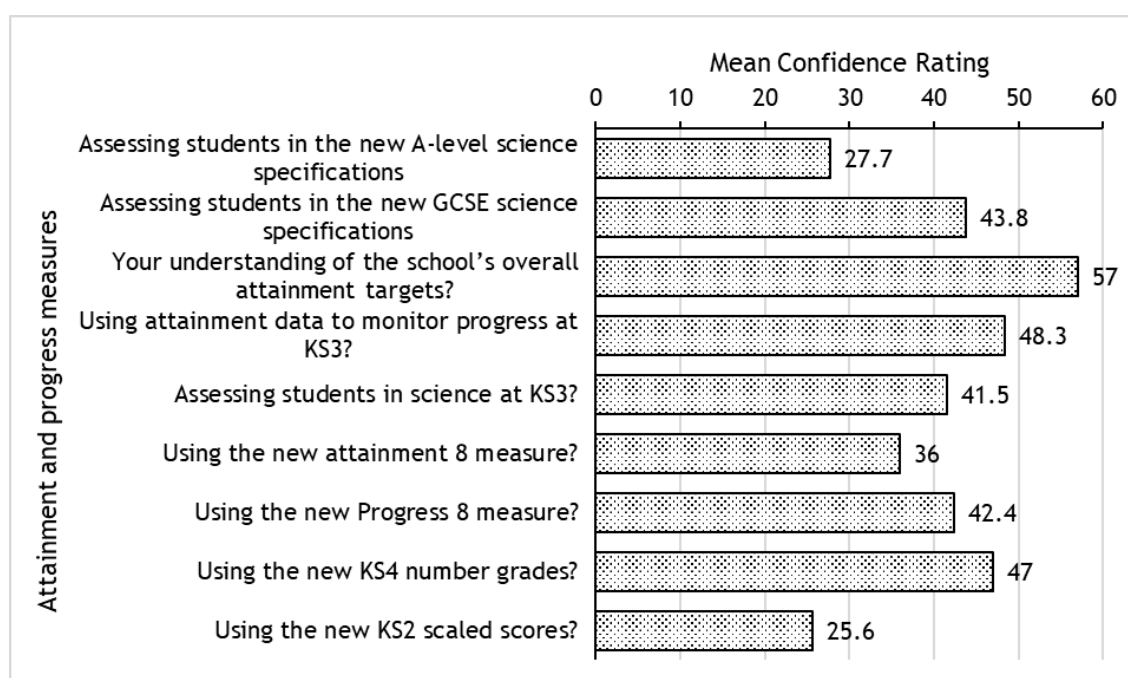 Mean Confidence Rating
0 10 20 30 40 50 60
Attainment and progress measures
Assessing students in the new A-level science
specifications
27.7
Assessing students in the new GCSE science
specifications
43.8
Your understanding of the school’s overall
attainment targets?
57
Using attainment data to monitor progress at
KS3?
48.3
Assessing students in science at KS3?
41.5
Using the new attainment 8 measure?
36
Using the new Progress 8 measure?
42.4
Using the new KS4 number grades?
47
Using the new KS2 scaled scores?
25.6